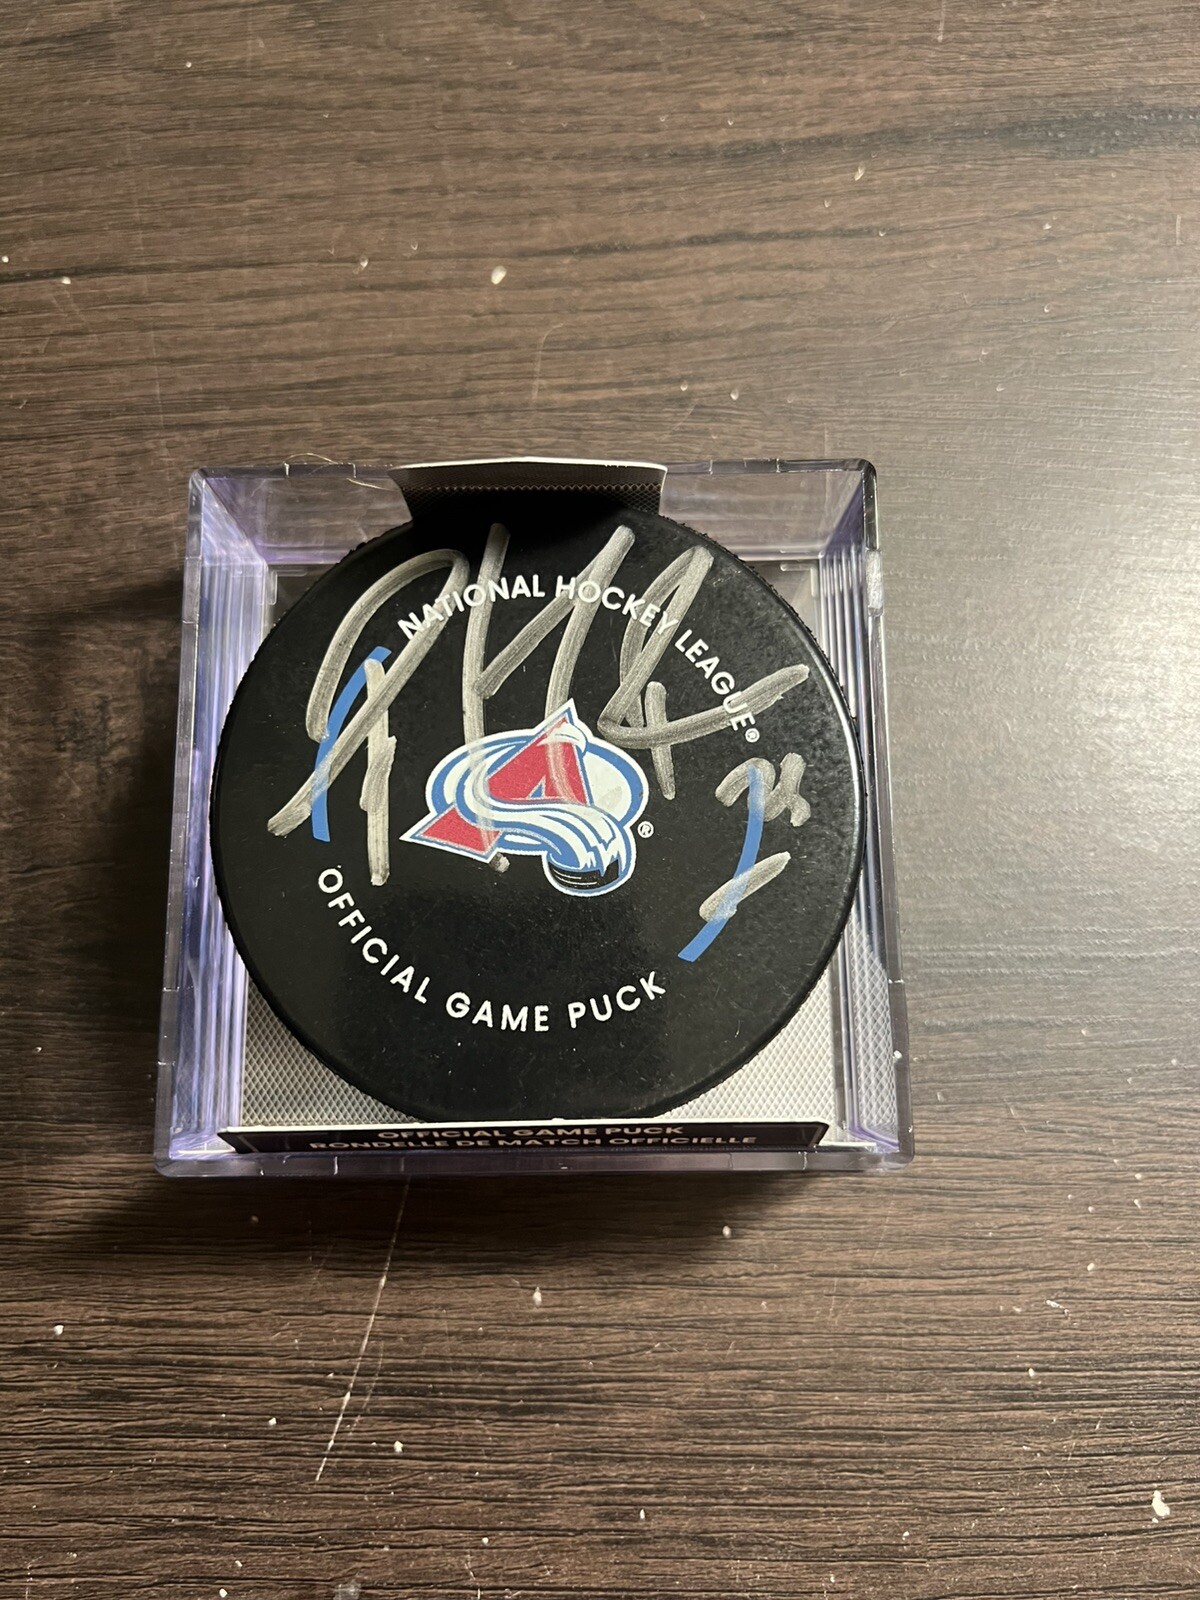 NATIONAL HOCKEY LEAGUE®
®
OFFICIAL GAME PUCK
OFFICIAL GAME PUCK
RONDELLE DE MATCH OFFICIELLE